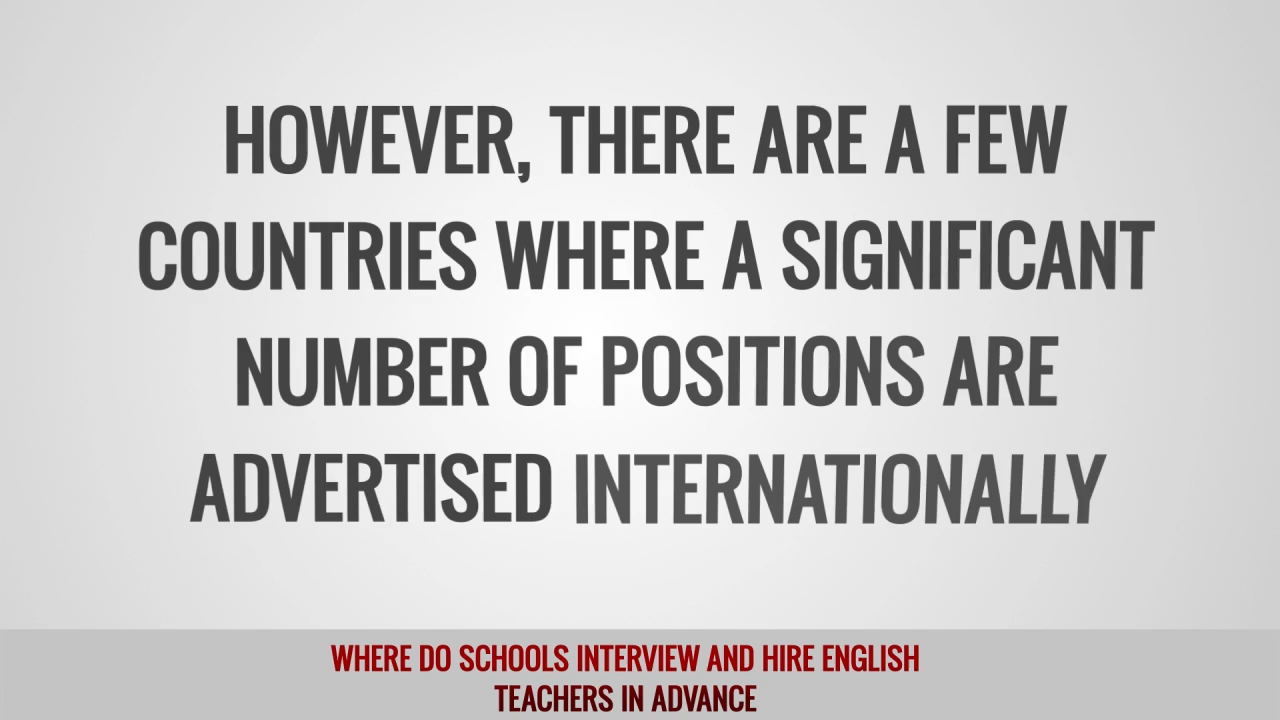 HOWEVER, THERE ARE A FEW
COUNTRIES WHERE A SIGNIFICANT
NUMBER OF POSITIONS ARE
ADVERTISED INTERNATIONALLY
WHERE DO SCHOOLS INTERVIEW AND HIRE ENGLISH
TEACHERS IN ADVANCE